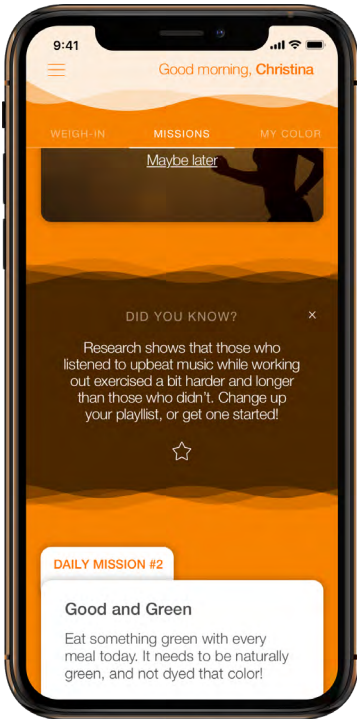 9:41
Good morning, Christina
WEIGH-IN MISSIONS MY COLOR
Maybe later
DID YOU KNOW? ×
Research shows that those who
listened to upbeat music while working
out exercised a bit harder and longer
than those who didn't. Change up
your playllist, or get one started!
DAILY MISSION #2
Good and Green
Eat something green with every
meal today. It needs to be naturally
green, and not dyed that color!